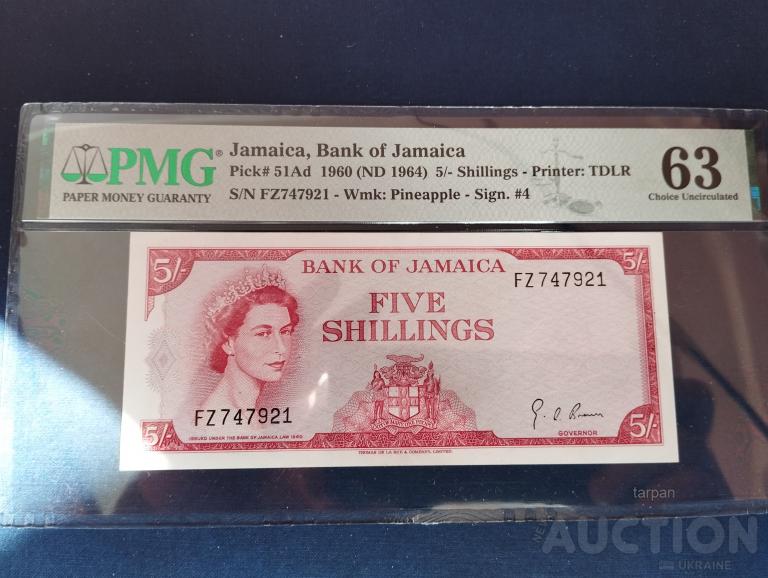 PMG®
PAPER MONEY GUARANTY
Jamaica, Bank of Jamaica
Pick# 51Ad 1960 (ND 1964) 5/- Shillings - Printer: TDLR
S/N FZ747921 - Wmk: Pineapple - Sign. #4
63
Choice Uncirculated
5/-
BANK OF JAMAICA
FZ747921
5/-
FIVE
SHILLINGS
FZ747921
5/-
ISSUED UNDER THE BANK OF JAMAICA LAW 1960
GOVERNOR
5/-
THOMAS DE LA RUE & COMPANY, LIMITED
tarpan
AUCTION
UKRAINE